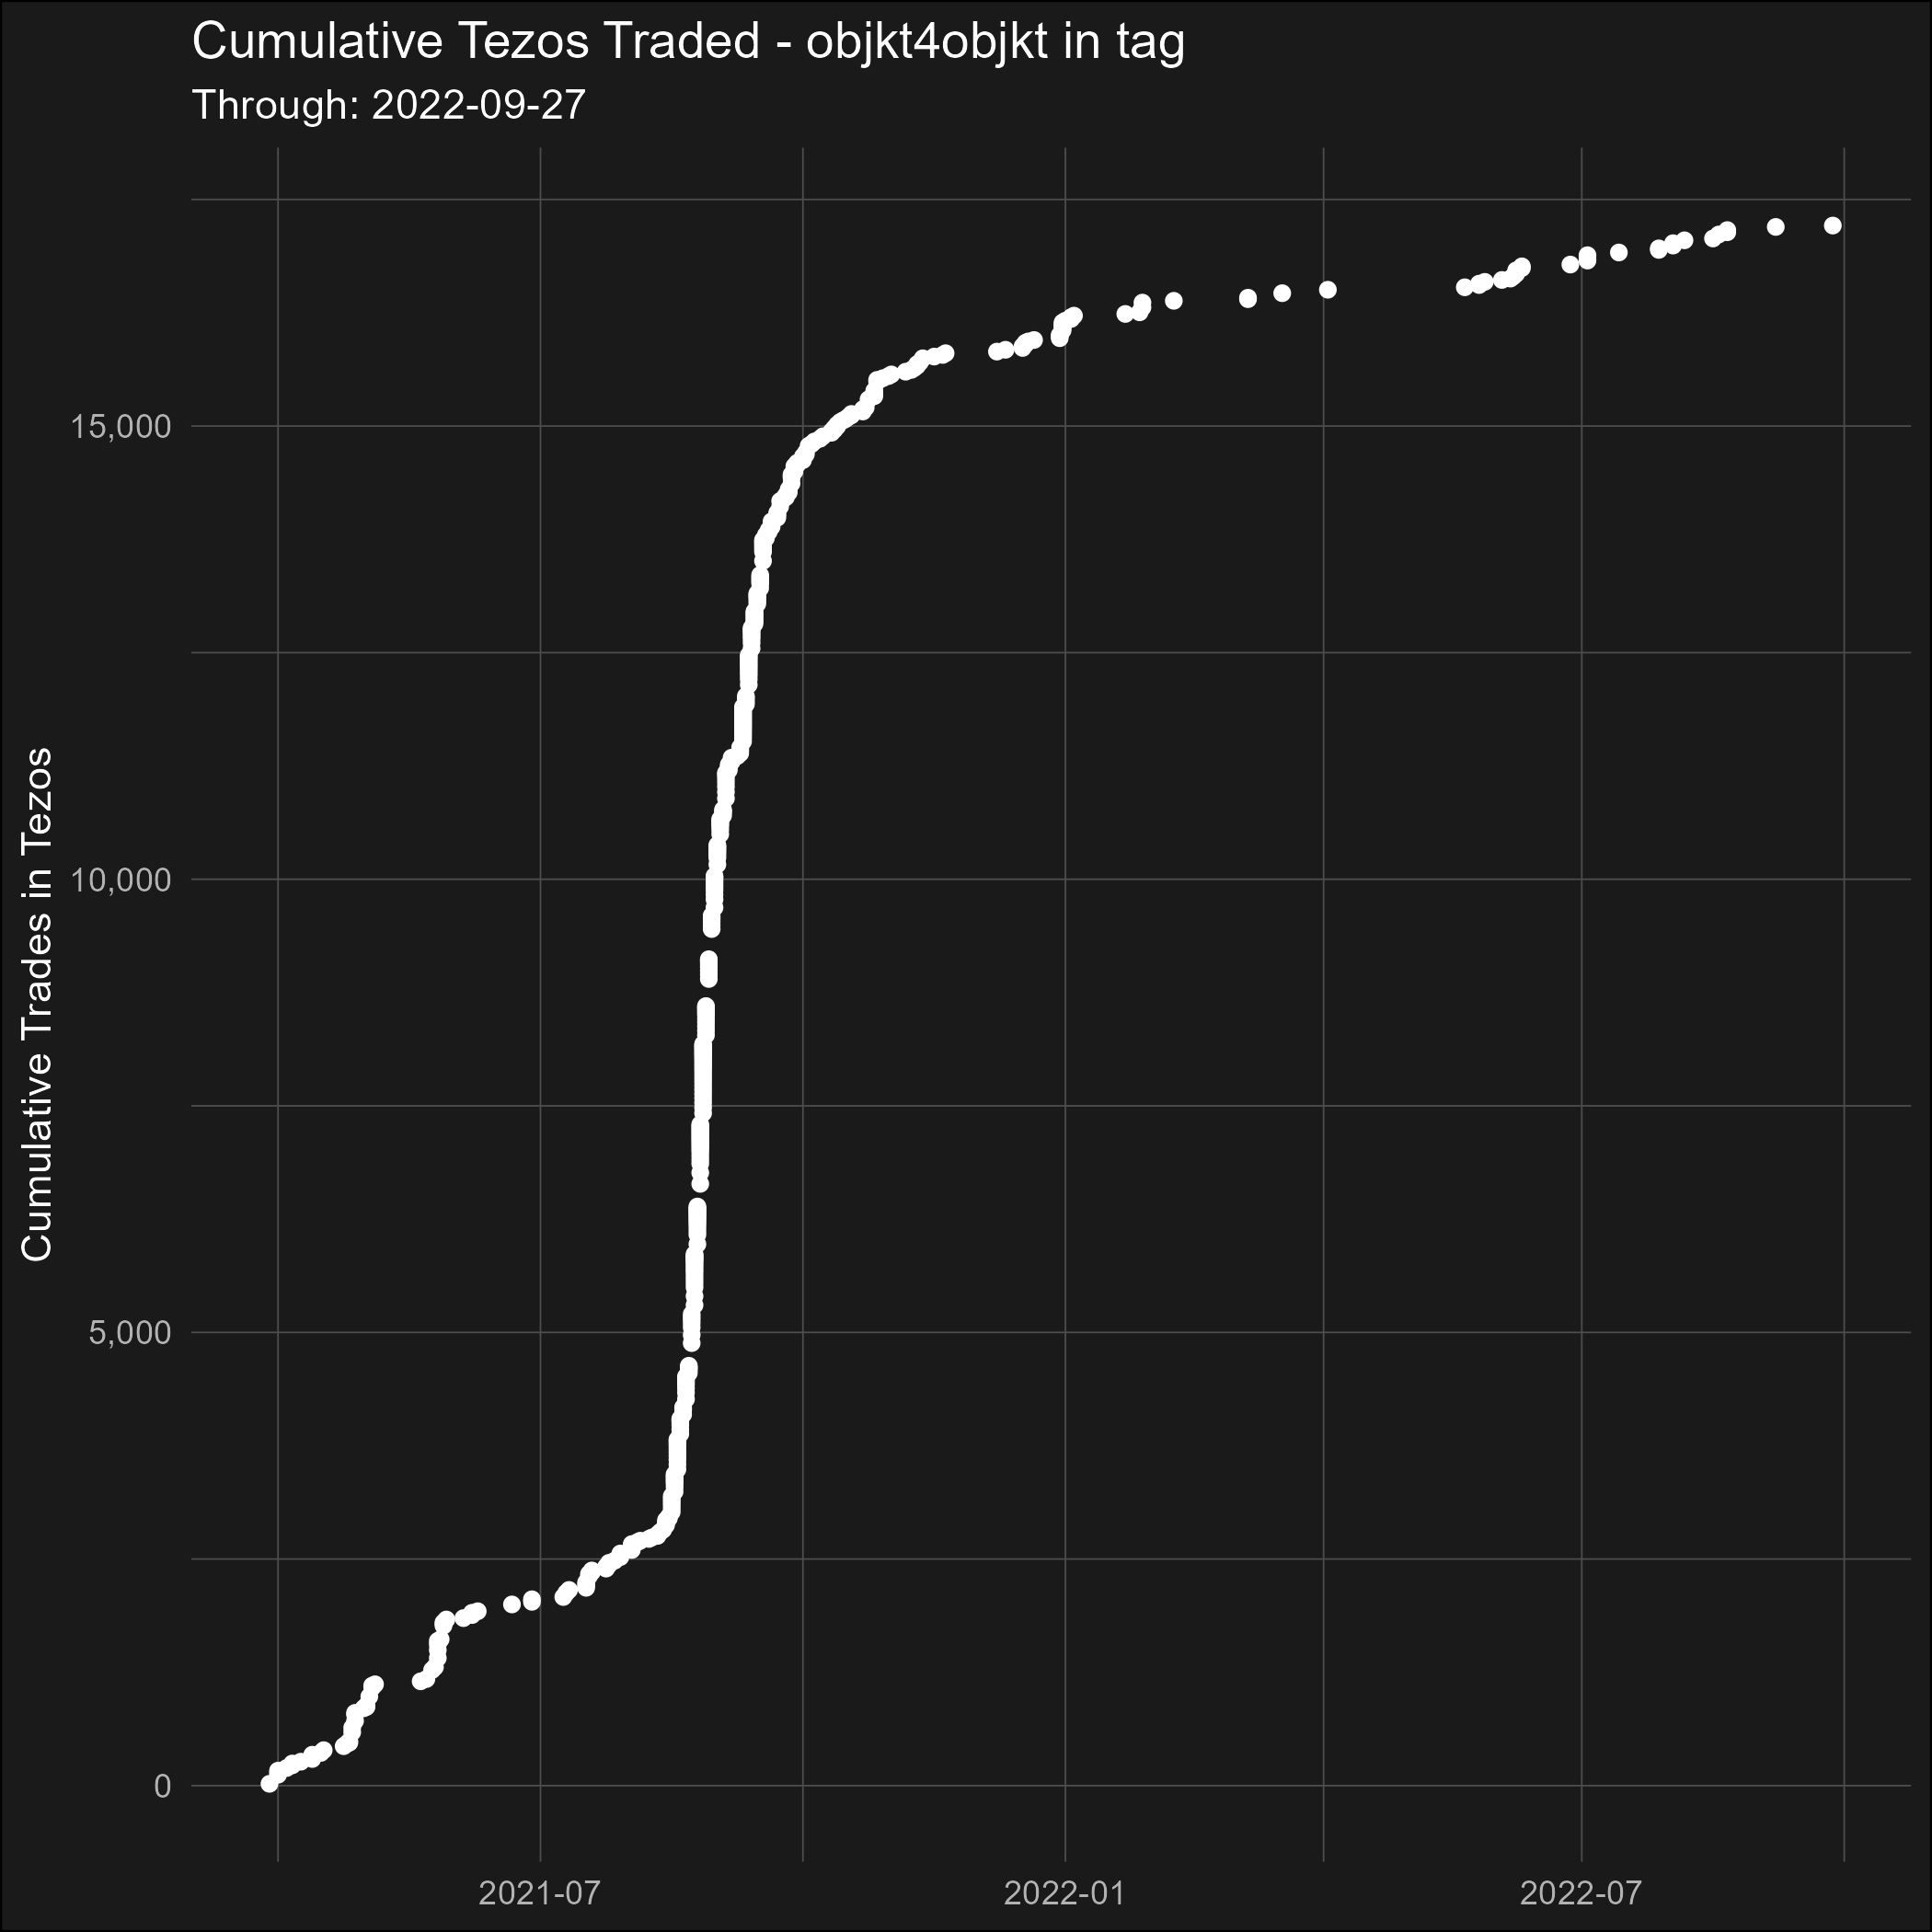 Cumulative Tezos Traded - objkt4objkt in tag
Through: 2022-09-27
Cumulative Trades in Tezos
15,000
10,000
5,000
0
2021-07
2022-01
2022-07